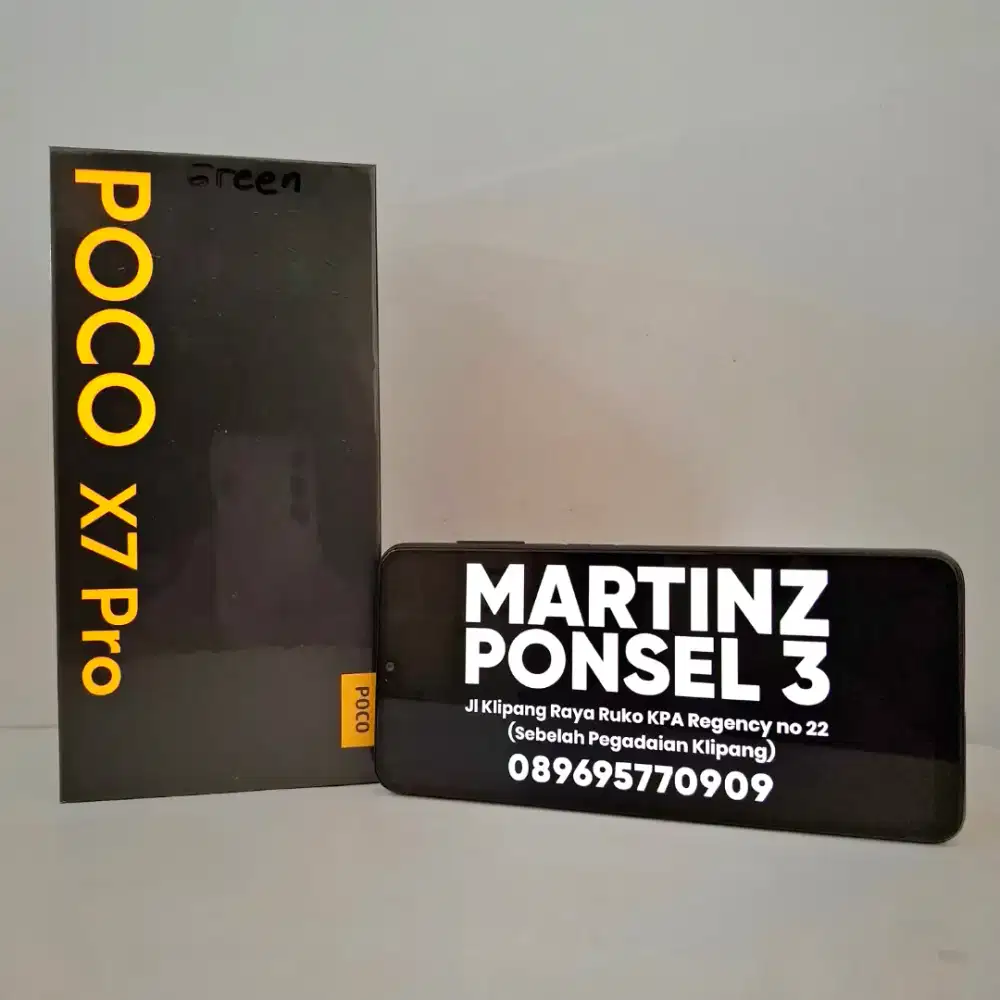 Green
POCO X7 Pro
POCO
MARTINZ
PONSEL 3
Jl Klipang Raya Ruko KPA Regency no 22
(Sebelah Pegadaian Klipang)
089695770909